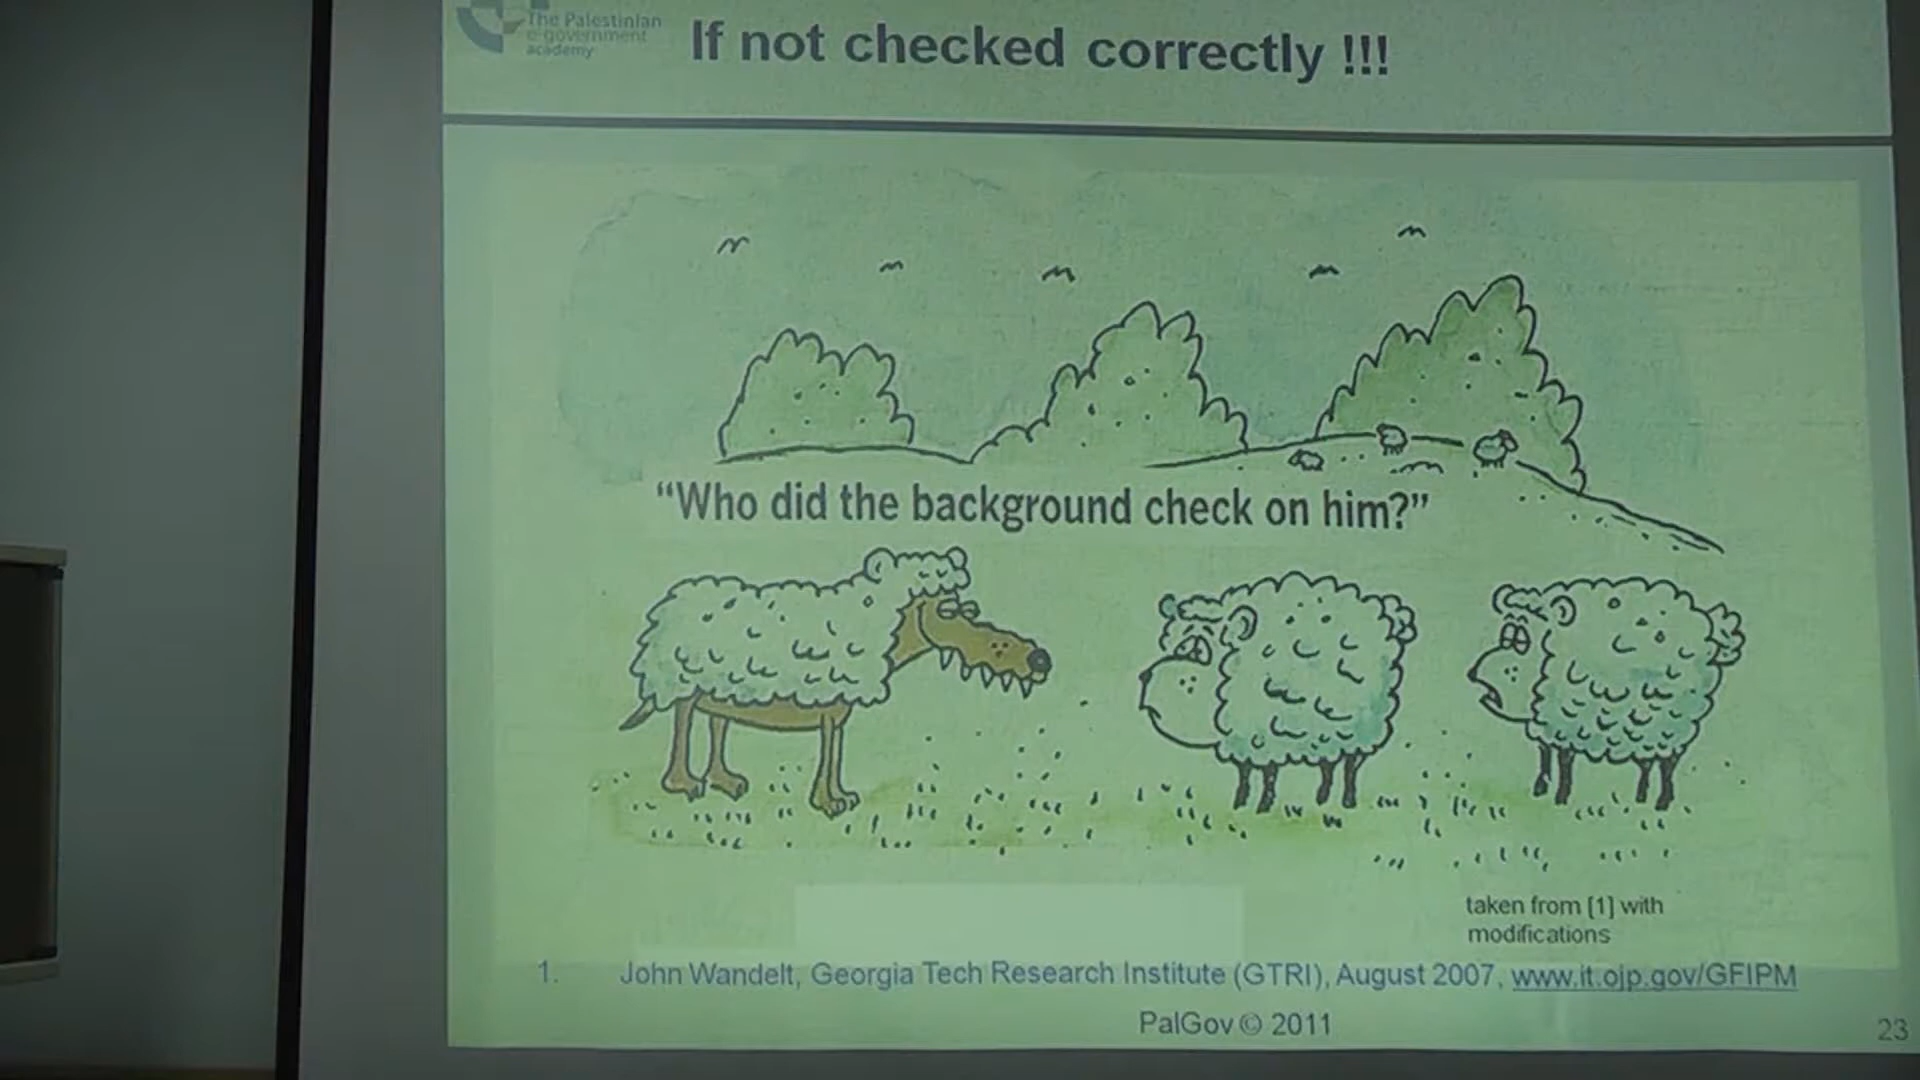 The Palestinian
e-government
academy
If not checked correctly !!!
“Who did the background check on him?”
taken from [1] with
modifications
1. John Wandelt, Georgia Tech Research Institute (GTRI), August 2007, www.it.ojp.gov/GFIPM
PalGov © 2011
23